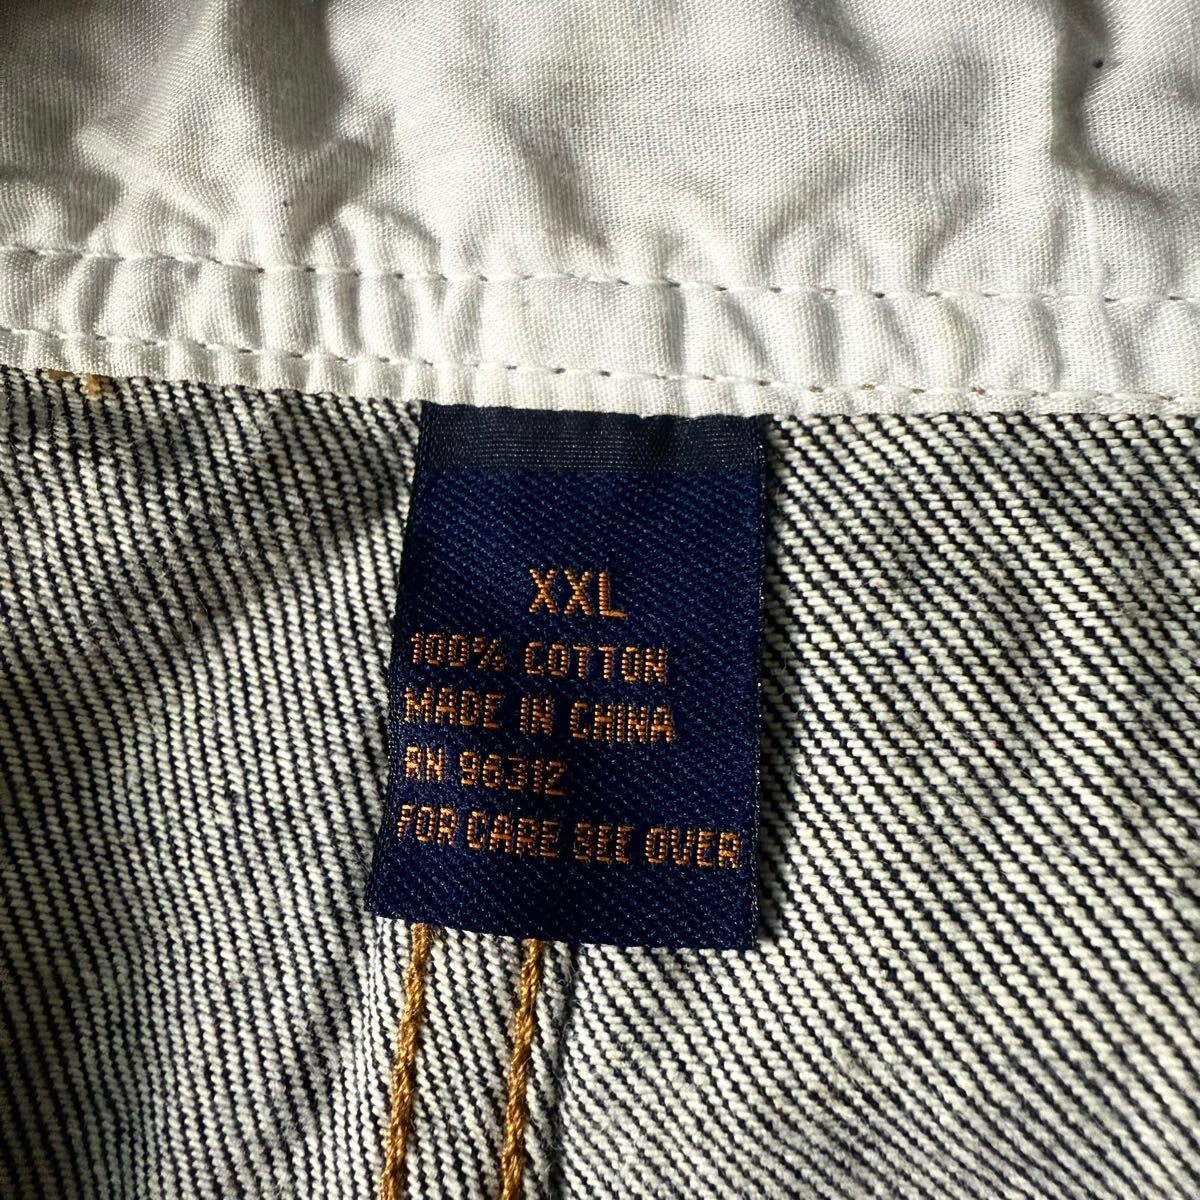 XXL
100% COTTON
MADE IN CHINA
RN 96312
FOR CARE SEE OVER